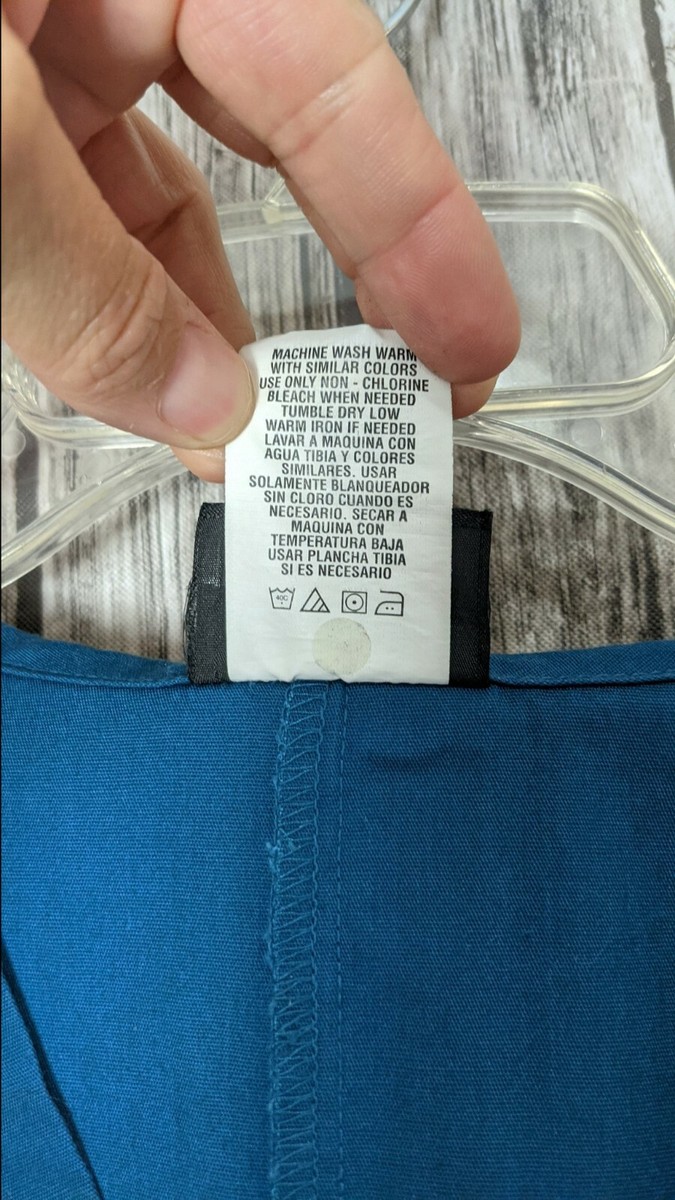 MACHINE WASH WARM
WITH SIMILAR COLORS
USE ONLY NON - CHLORINE
BLEACH WHEN NEEDED
TUMBLE DRY LOW
WARM IRON IF NEEDED
LAVAR A MAQUINA CON
AGUA TIBIA Y COLORES
SIMILARES. USAR
SOLAMENTE BLANQUEADOR
SIN CLORO CUANDO ES
NECESARIO. SECAR A
MAQUINA CON
TEMPERATURA BAJA
USAR PLANCHA TIBIA
SI ES NECESARIO
40C